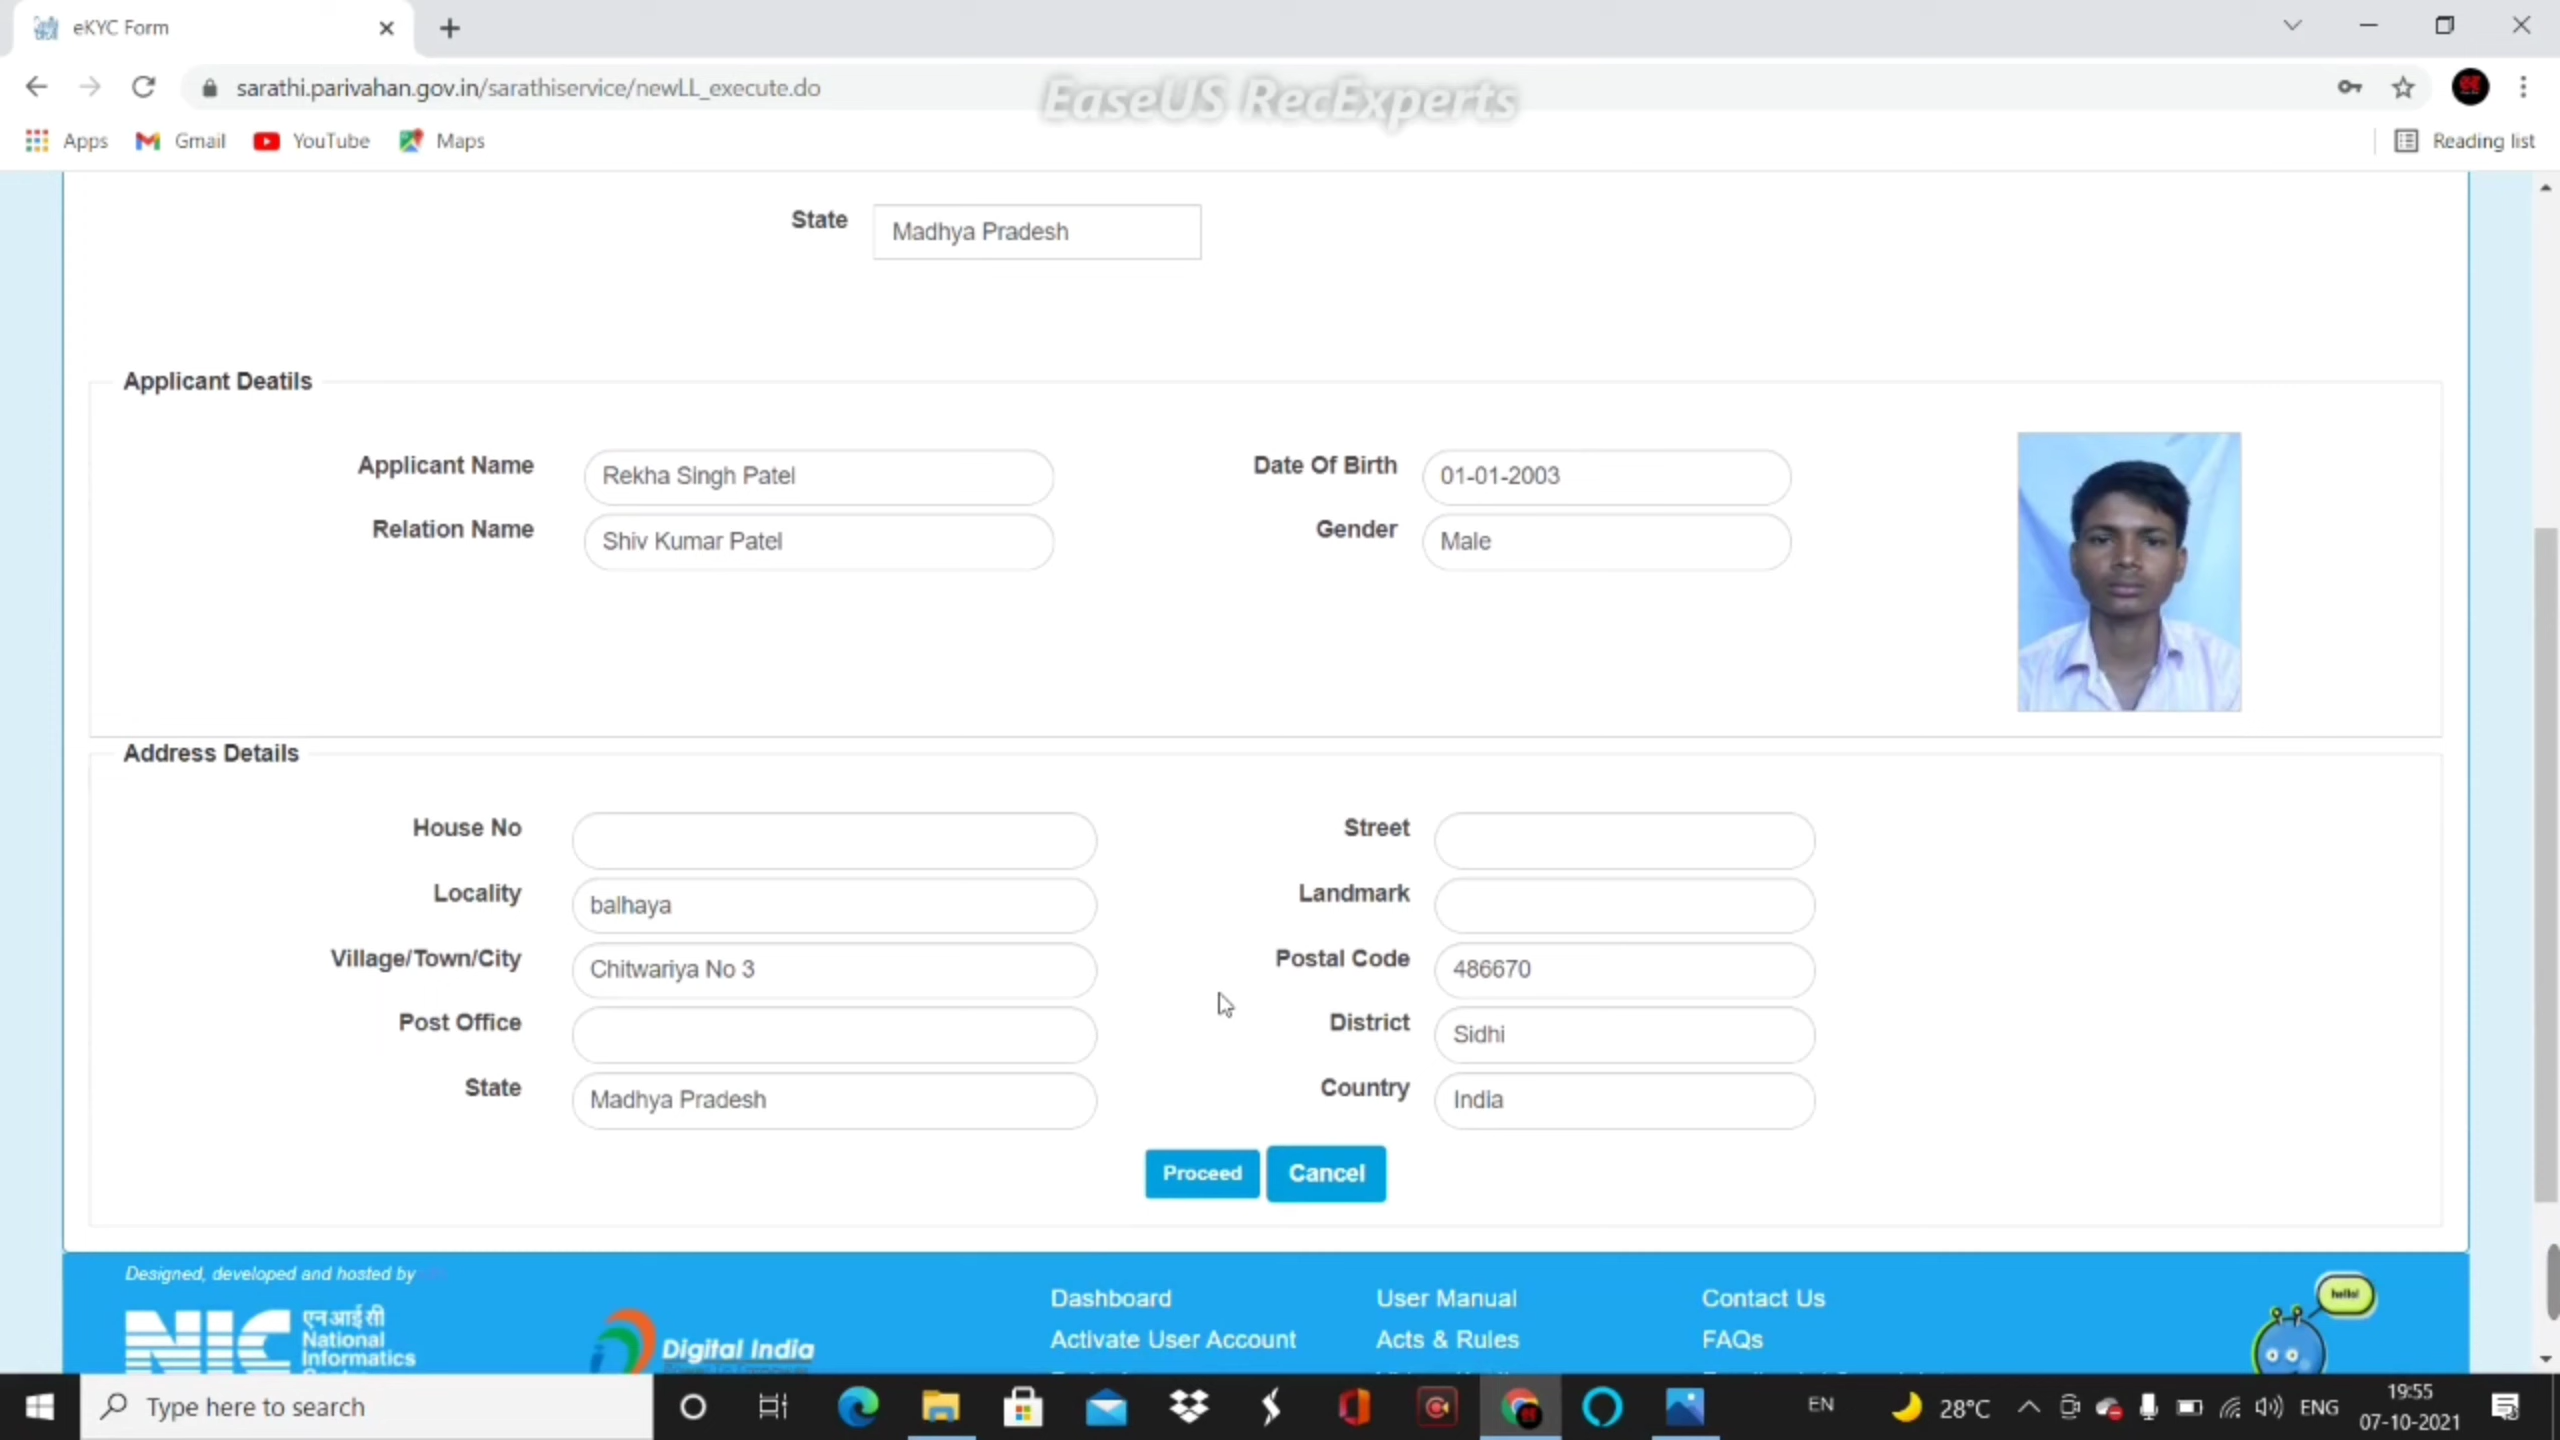 eKYC Form
sarathi.parivahan.gov.in/sarathiservice/newLL_execute.do
EaseUS RecExperts
Apps Gmail YouTube Maps Reading list
State Madhya Pradesh
Applicant Deatils
Applicant Name Rekha Singh Patel Date Of Birth 01-01-2003
Relation Name Shiv Kumar Patel Gender Male
Address Details
House No Street
Locality balhaya Landmark
Village/Town/City Chitwariya No 3 Postal Code 486670
Post Office District Sidhi
State Madhya Pradesh Country India
Proceed Cancel
Designed, developed and hosted by
NIC एन आई सी
National
Informatics
Digital India
Dashboard User Manual Contact Us
Activate User Account Acts & Rules FAQs
hello!
Type here to search
EN 28°C ENG 19:55
07-10-2021